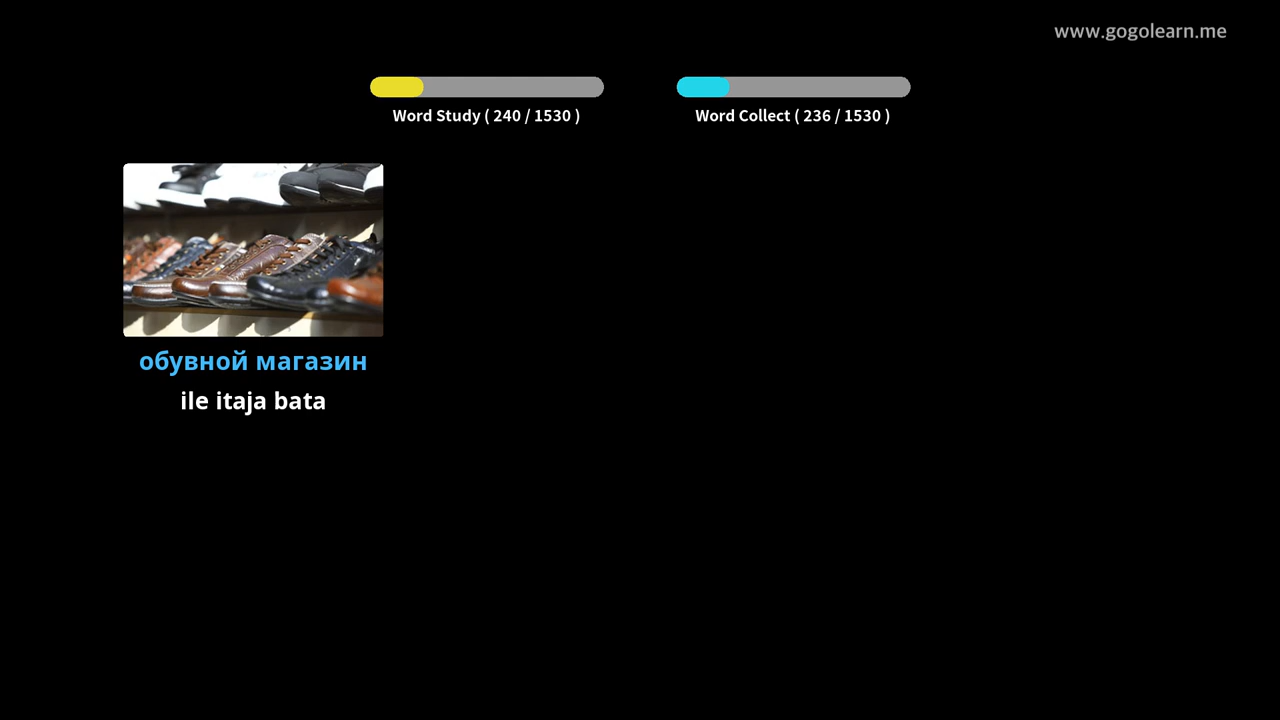 www.gogolearn.me
Word Study ( 240 / 1530 )
Word Collect ( 236 / 1530 )
обувной магазин
ile itaja bata